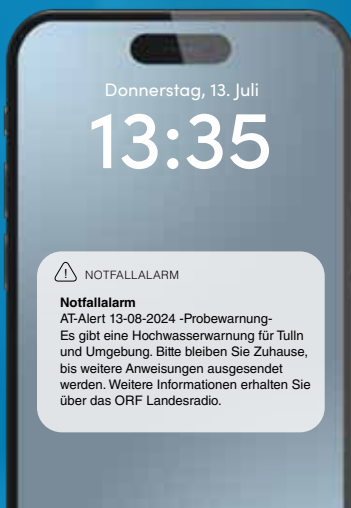 Donnerstag, 13. Juli
13:35
NOTFALLALARM
Notfallalarm
AT-Alert 13-08-2024 -Probewarnung-
Es gibt eine Hochwasserwarnung für Tulln
und Umgebung. Bitte bleiben Sie Zuhause,
bis weitere Anweisungen ausgesendet
werden. Weitere Informationen erhalten Sie
über das ORF Landesradio.